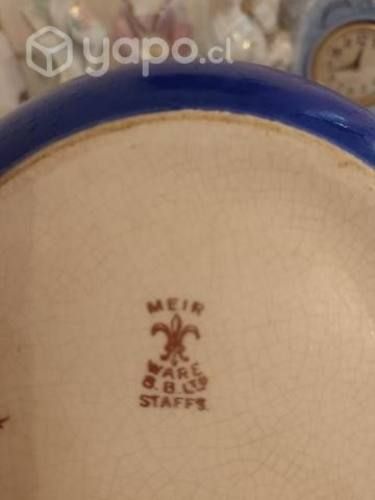 yapo.cl
MEIR
WARE
B. B. LTD
STAFFS.